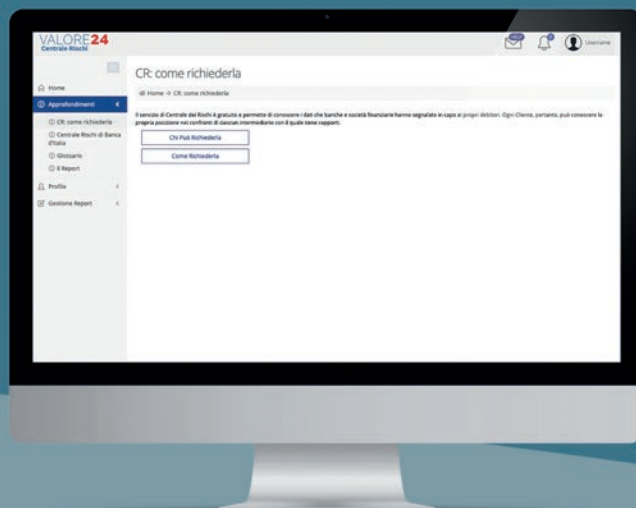 VALORE24
Centrale Rischi
Username
CR: come richiederla
Home → CR: come richiederla
Home
Approfondimenti
CR: come richiederla
Centrale Rischi di Banca
d'Italia
Glossario
Il Report
Profilo
Gestione Report
Il servizio di Centrale dei Rischi è gratuito e permette di conoscere i dati che banche e società finanziarie hanno segnalato in capo ai propri debitori. Ogni Cliente, pertanto, può conoscere la
propria posizione nei confronti di ciascun intermediario con il quale tiene rapporti.
Chi Può Richiederla
Come Richiederla